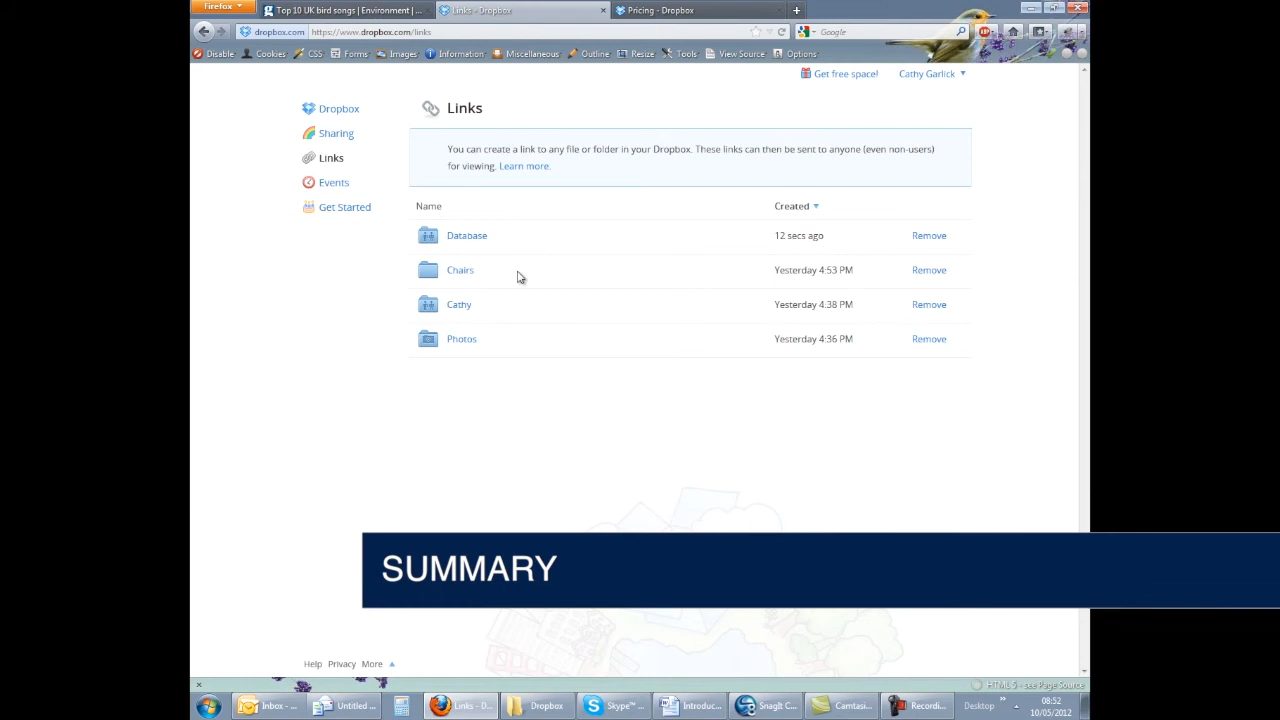 Firefox
Top 10 UK bird songs | Environment | ...
Links - Dropbox
Pricing - Dropbox
dropbox.com
https://www.dropbox.com/links
Google
Disable Cookies CSS Forms Images Information Miscellaneous Outline Resize Tools View Source Options
Get free space! Cathy Garlick
Dropbox
Sharing
Links
Events
Get Started
Links
You can create a link to any file or folder in your Dropbox. These links can then be sent to anyone (even non-users)
for viewing. Learn more.
Name Created
Database 12 secs ago Remove
Chairs Yesterday 4:53 PM Remove
Cathy Yesterday 4:38 PM Remove
Photos Yesterday 4:36 PM Remove
SUMMARY
Help Privacy More
HTML 5 - see Page Source
Inbox - ... Untitled ... Links - D... Dropbox Skype™ ... Introduc... SnagIt C... Camtasi... Recordi... Desktop
08:52
10/05/2012